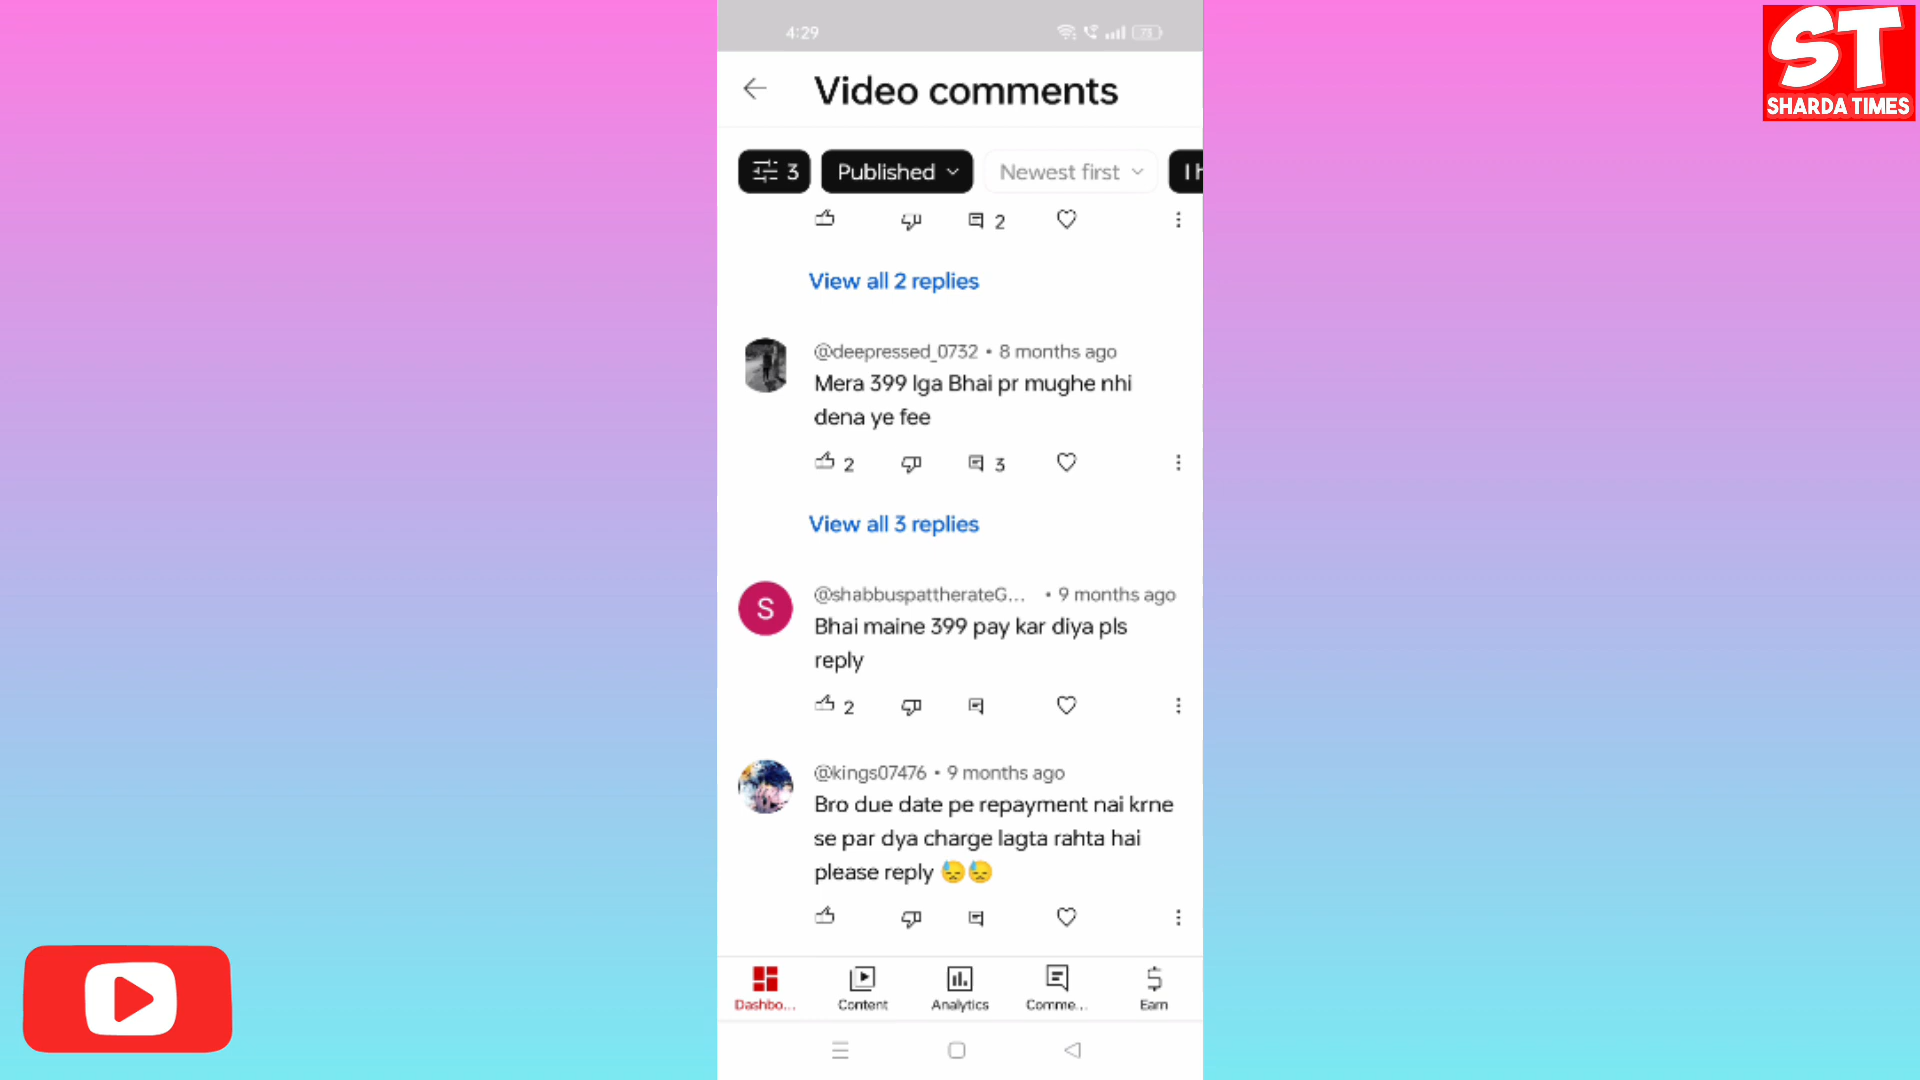 4:29
73
ST
SHARDA TIMES
Video comments
3 Published Newest first I h
2
View all 2 replies
@deepressed_0732 • 8 months ago
Mera 399 lga Bhai pr mughe nhi
dena ye fee
2 3
View all 3 replies
S
@shabbuspattherateG... • 9 months ago
Bhai maine 399 pay kar diya pls
reply
2
@kings07476 • 9 months ago
Bro due date pe repayment nai krne
se par dya charge lagta rahta hai
please reply 😓😓
Dashbo... Content Analytics Comme... Earn